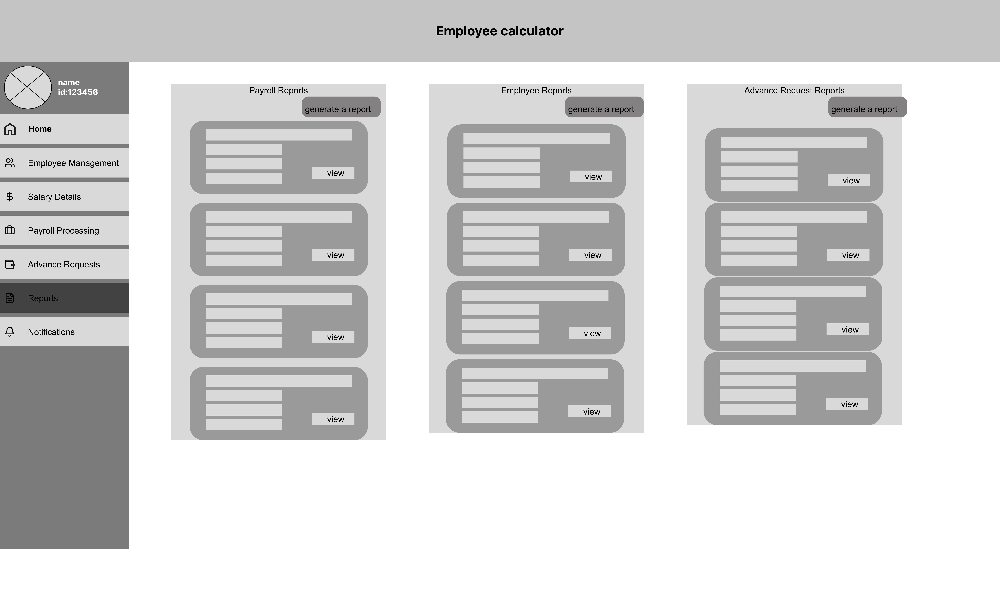 Employee calculator
name
id:123456
Home
Employee Management
Salary Details
Payroll Processing
Advance Requests
Reports
Notifications
Payroll Reports
generate a report
view
view
view
view
Employee Reports
generate a report
view
view
view
view
Advance Request Reports
generate a report
view
view
view
view